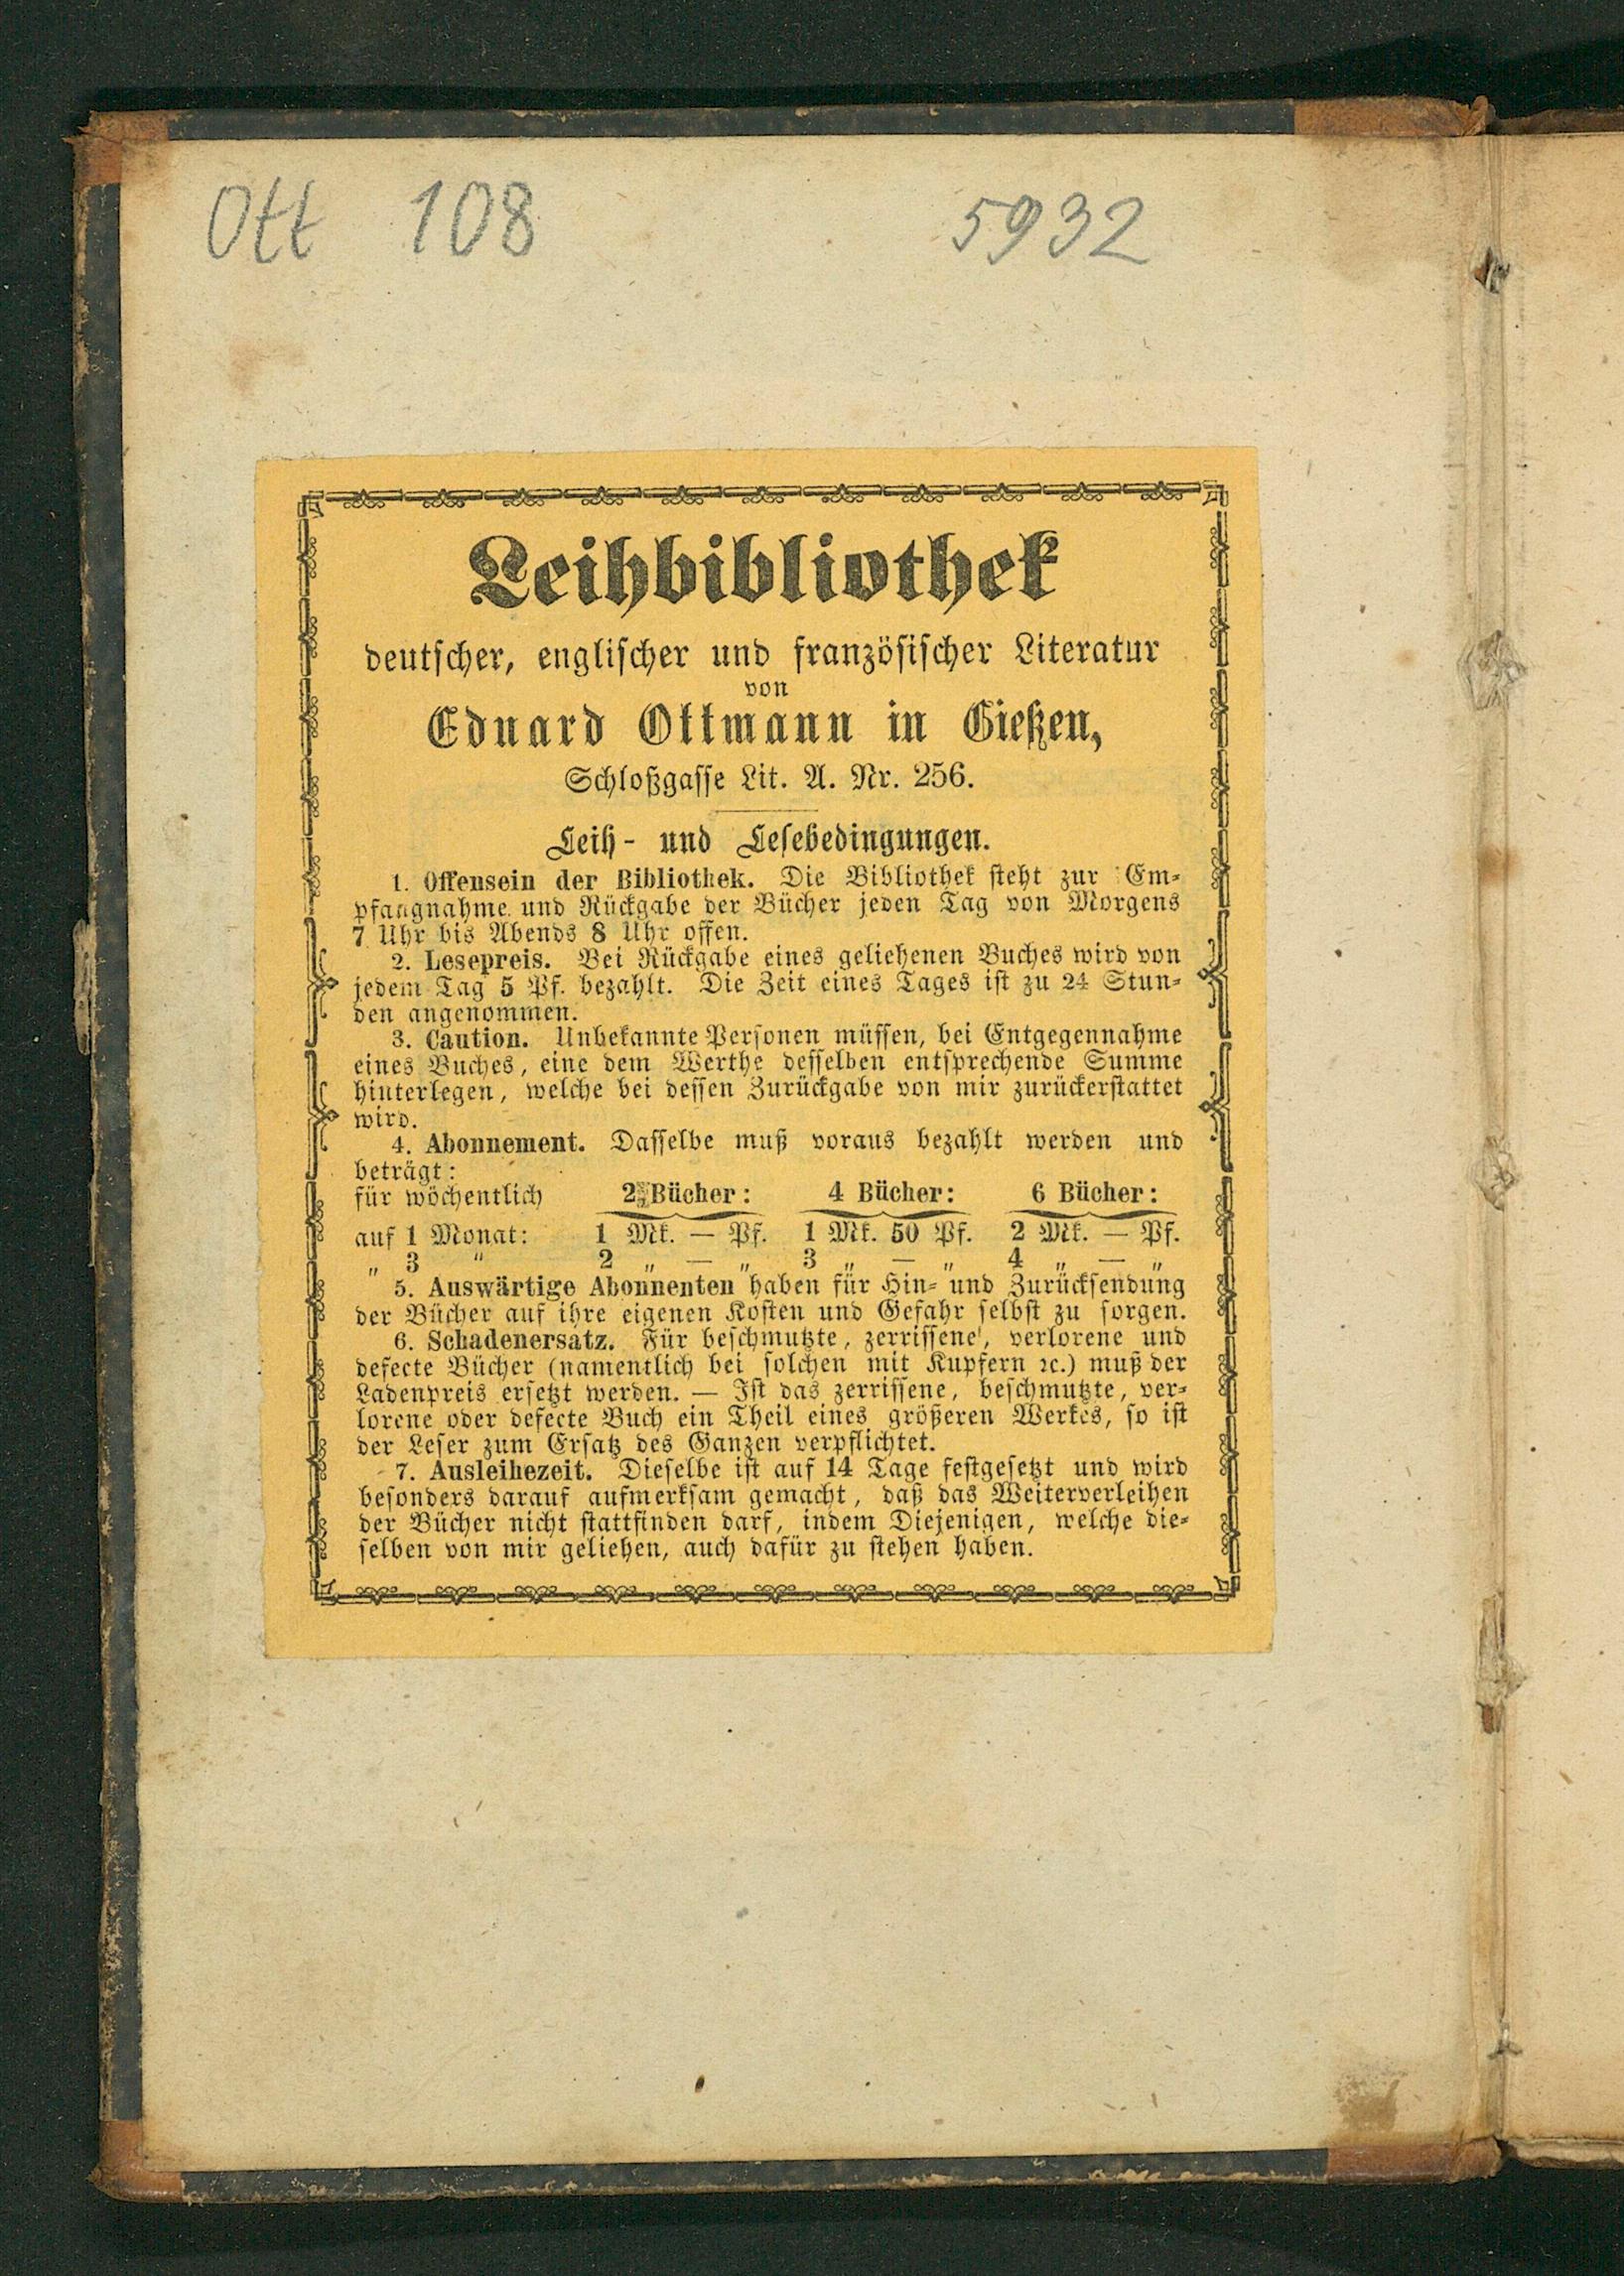 Ott 108 5932
Leihbibliothek
deutscher, englischer und französischer Literatur
von
Eduard Ottmann in Gießen,
Schloßgasse Lit. A. Nr. 256.
Leih- und Lesebedingungen.
1. Offensein der Bibliothek. Die Bibliothek steht zur Em-
pfangnahme und Rückgabe der Bücher jeden Tag von Morgens
7 Uhr bis Abends 8 Uhr offen.
2. Lesepreis. Bei Rückgabe eines geliehenen Buches wird von
jedem Tag 5 Pf. bezahlt. Die Zeit eines Tages ist zu 24 Stun-
den angenommen.
3. Caution. Unbekannte Personen müssen, bei Entgegennahme
eines Buches, eine dem Werthe desselben entsprechende Summe
hinterlegen, welche bei dessen Zurückgabe von mir zurückerstattet
wird.
4. Abonnement. Dasselbe muß voraus bezahlt werden und
beträgt:
für wöchentlich 2 Bücher: 4 Bücher: 6 Bücher:
auf 1 Monat: 1 Mk. — Pf. 1 Mk. 50 Pf. 2 Mk. — Pf.
„ 3 „ 2 „ — „ 3 „ — „ 4 „ — „
5. Auswärtige Abonnenten haben für Hin- und Zurücksendung
der Bücher auf ihre eigenen Kosten und Gefahr selbst zu sorgen.
6. Schadenersatz. Für beschmutzte, zerrissene, verlorene und
defecte Bücher (namentlich bei solchen mit Kupfern ꝛc.) muß der
Ladenpreis ersetzt werden. — Ist das zerrissene, beschmutzte, ver-
lorene oder defecte Buch ein Theil eines größeren Werkes, so ist
der Leser zum Ersatz des Ganzen verpflichtet.
7. Ausleihezeit. Dieselbe ist auf 14 Tage festgesetzt und wird
besonders darauf aufmerksam gemacht, daß das Weiterverleihen
der Bücher nicht stattfinden darf, indem Diejenigen, welche die-
selben von mir geliehen, auch dafür zu stehen haben.